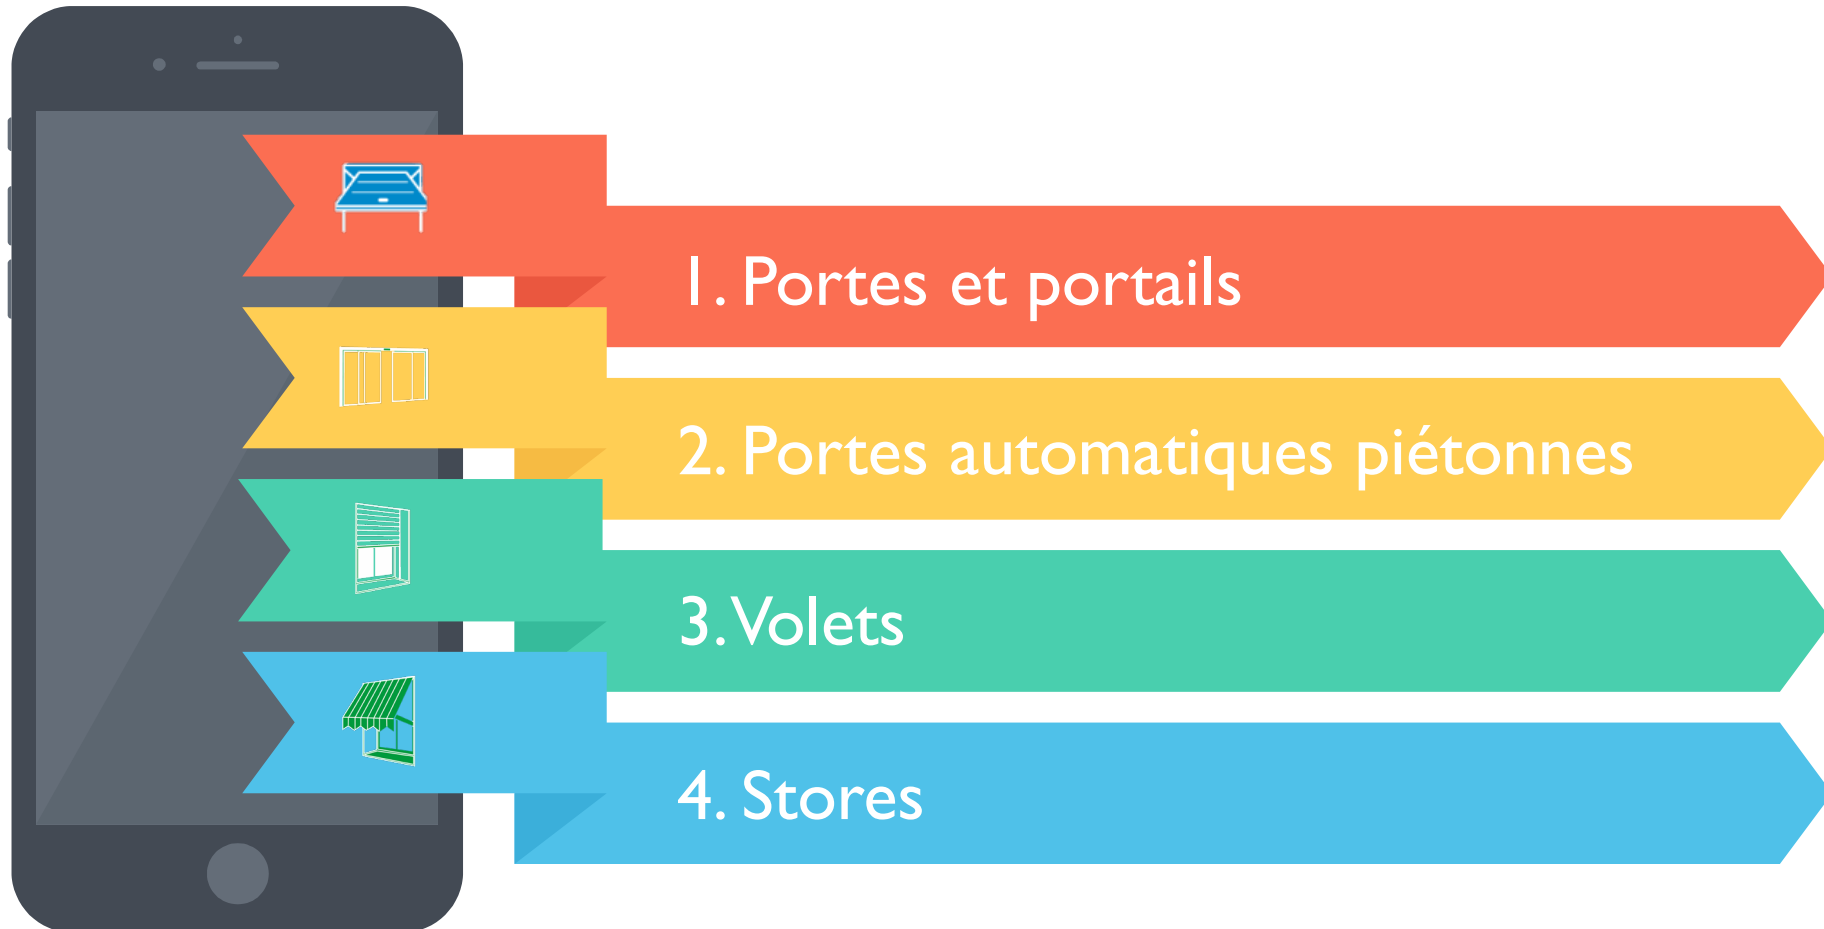 1. Portes et portails
2. Portes automatiques piétonnes
3. Volets
4. Stores